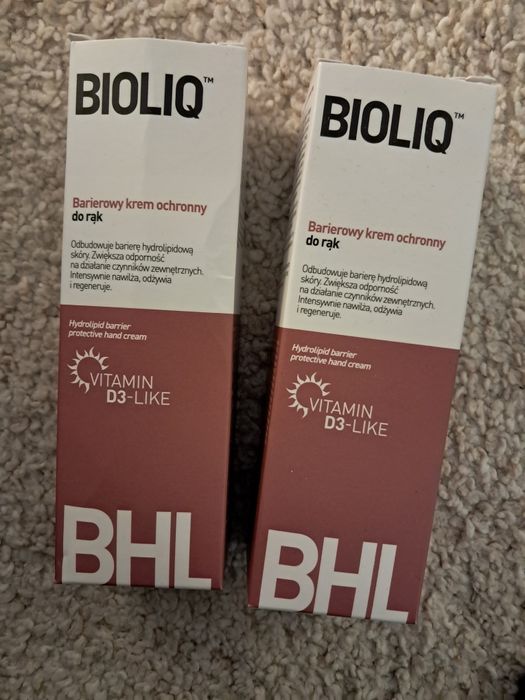 BIOLIQ™
Barierowy krem ochronny
do rąk
Odbudowuje barierę hydrolipidową
skóry. Zwiększa odporność
na działanie czynników zewnętrznych.
Intensywnie nawilża, odżywia
i regeneruje.
Hydrolipid barrier
protective hand cream
VITAMIN
D3-LIKE
BHL
BIOLIQ™
Barierowy krem ochronny
do rąk
Odbudowuje barierę hydrolipidową
skóry. Zwiększa odporność
na działanie czynników zewnętrznych.
Intensywnie nawilża, odżywia
i regeneruje.
Hydrolipid barrier
protective hand cream
VITAMIN
D3-LIKE
BHL